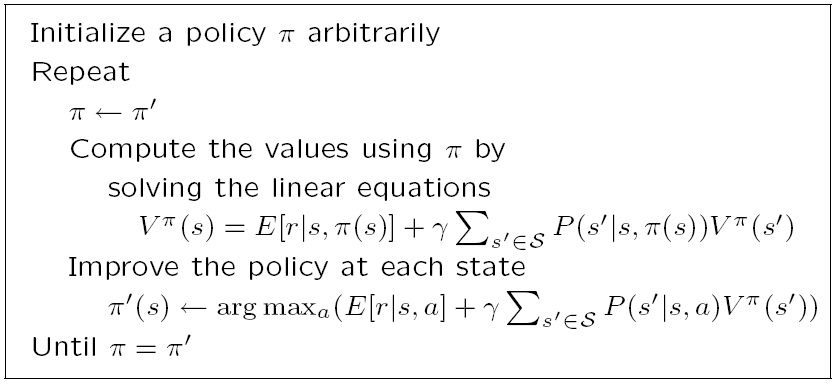 Initialize a policy π arbitrarily
Repeat
π ← π′
Compute the values using π by
solving the linear equations
V^π(s) = E[r|s, π(s)] + γ ∑_{s′∈𝒮} P(s′|s, π(s))V^π(s′)
Improve the policy at each state
π′(s) ← arg max_a(E[r|s, a] + γ ∑_{s′∈𝒮} P(s′|s, a)V^π(s′))
Until π = π′